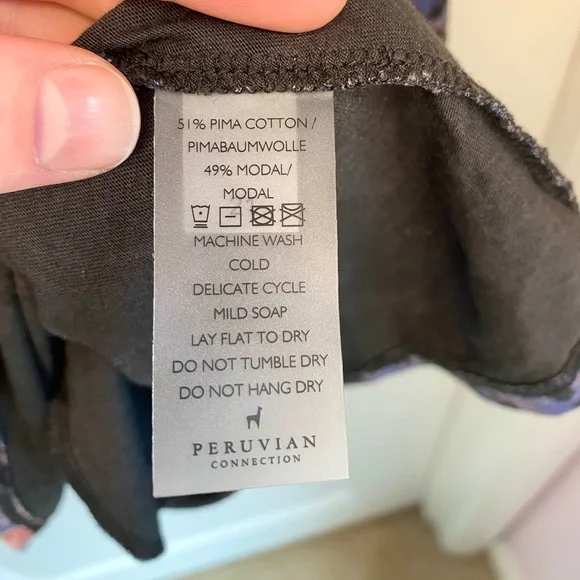 51% PIMA COTTON /
PIMABAUMWOLLE
49% MODAL/
MODAL
MACHINE WASH
COLD
DELICATE CYCLE
MILD SOAP
LAY FLAT TO DRY
DO NOT TUMBLE DRY
DO NOT HANG DRY
PERUVIAN
CONNECTION